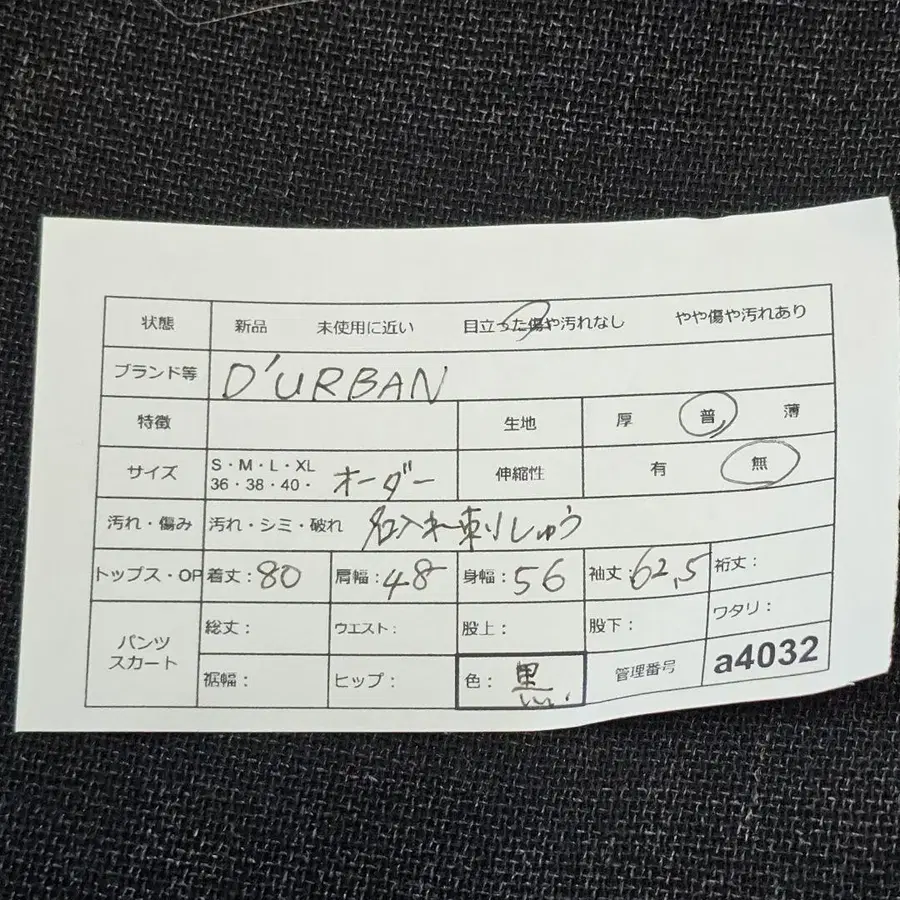 状態 新品 未使用に近い 目立った傷や汚れなし やや傷や汚れあり
ブランド等 D'URBAN
特徴 生地 厚 普 薄
サイズ S・M・L・XL
36・38・40・ オーダー 伸縮性 有 無
汚れ・傷み 汚れ・シミ・破れ 名入れ刺しゅう
トップス・OP 着丈:80 肩幅:48 身幅:56 袖丈:62,5 裄丈:
パンツ
スカート
総丈: ウエスト: 股上: 股下: ワタリ:
裾幅: ヒップ: 色: 黒 管理番号 a4032